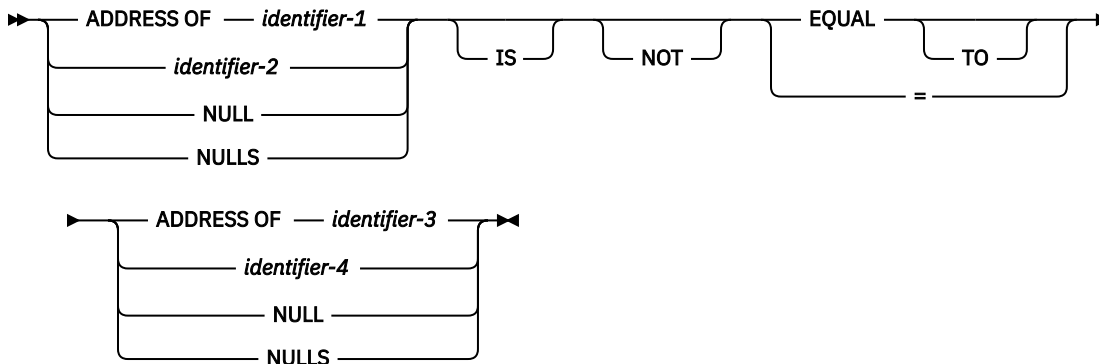 ADDRESS OF identifier-1 EQUAL
IS NOT TO
identifier-2
=
NULL
NULLS
ADDRESS OF identifier-3
identifier-4
NULL
NULLS